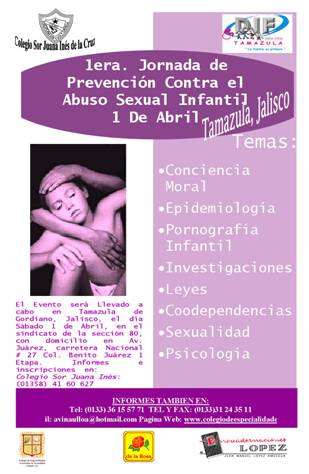 Colegio Sor Juana Inés de la Cruz
DIF
TAMAZULA
1era. Jornada de
Prevención Contra el
Abuso Sexual Infantil
1 De Abril
Tamazula, Jalisco
Temas:
•Conciencia
Moral
•Epidemiología
•Pornografía
Infantil
•Investigaciones
•Leyes
•Coodependencias
•Sexualidad
•Psicologia
El Evento será Llevado a
cabo en Tamazula de
Gordiano, Jalisco, el día
Sábado 1 de Abril, en el
sindicato de la sección 80,
con domicilio en Av.
Juárez, carretera Nacional
# 27 Col. Benito Juárez 1
Etapa. Informes e
inscripciones en:
Colegio Sor Juana Inés:
(01358) 41 60 627
INFORMES TAMBIEN EN:
Tel: (0133) 36 15 57 71 TEL Y FAX: (0133)31 24 35 11
il: avinaulloa@hotmail.com Pagina Web: www.colegiodeespecialidade
de la Rosa
Encuadernaciones
LOPEZ